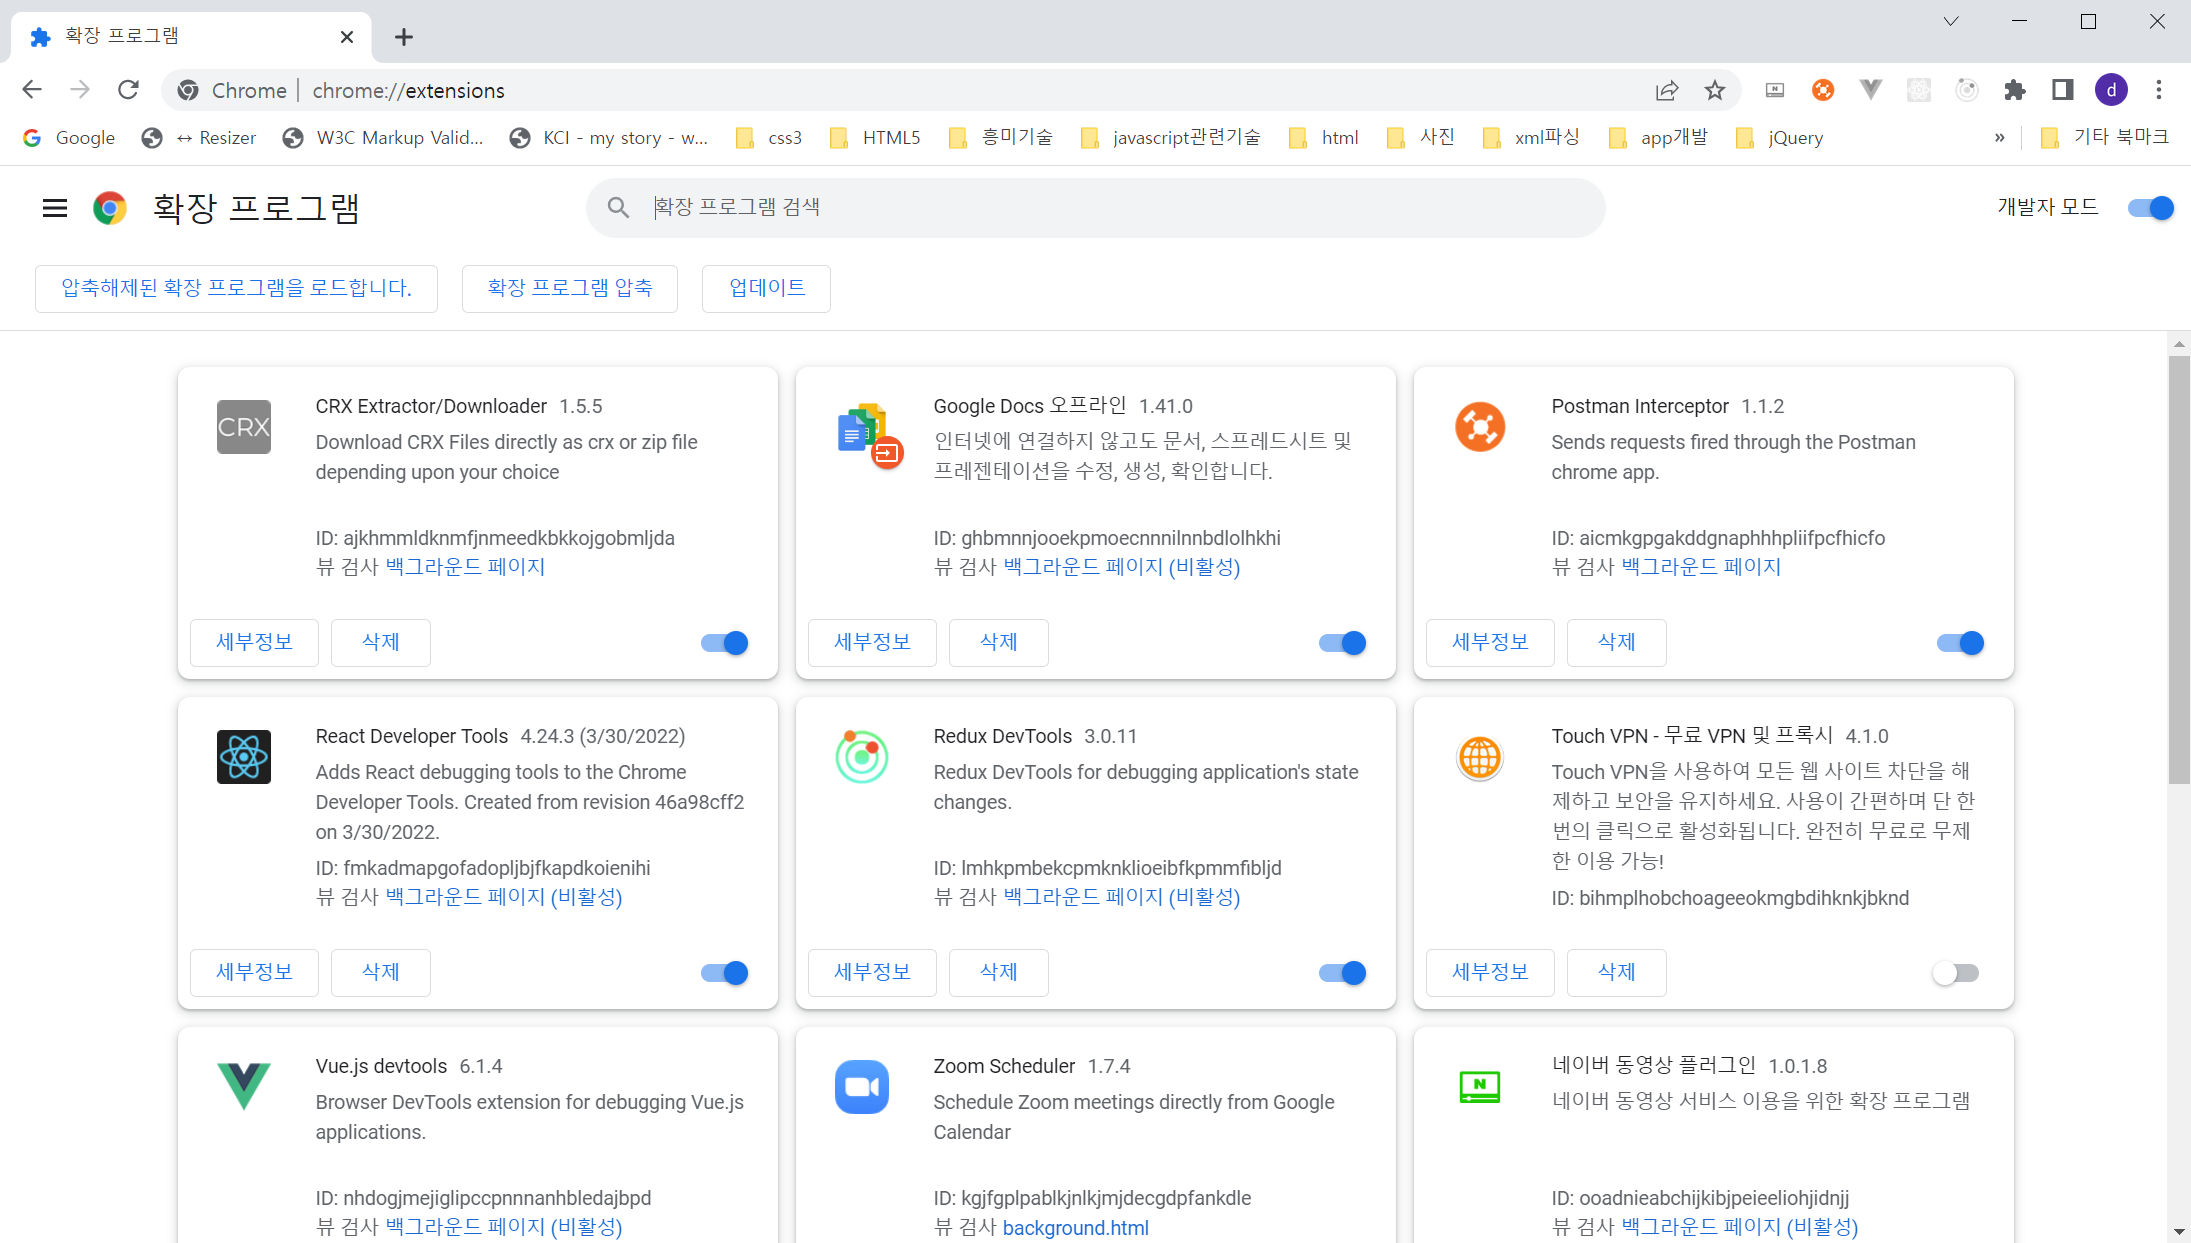 확장 프로그램
Chrome chrome://extensions
d
Google ↔ Resizer W3C Markup Valid... KCI - my story - w... css3 HTML5 흥미기술 javascript관련기술 html 사진 xml파싱 app개발 jQuery » 기타 북마크
확장 프로그램 확장 프로그램 검색 개발자 모드
압축해제된 확장 프로그램을 로드합니다. 확장 프로그램 압축 업데이트
CRX
CRX Extractor/Downloader 1.5.5
Download CRX Files directly as crx or zip file
depending upon your choice
ID: ajkhmmldknmfjnmeedkbkkojgobmljda
뷰 검사 백그라운드 페이지
세부정보 삭제
Google Docs 오프라인 1.41.0
인터넷에 연결하지 않고도 문서, 스프레드시트 및
프레젠테이션을 수정, 생성, 확인합니다.
ID: ghbmnnjooekpmoecnnnilnnbdlolhkhi
뷰 검사 백그라운드 페이지 (비활성)
세부정보 삭제
Postman Interceptor 1.1.2
Sends requests fired through the Postman
chrome app.
ID: aicmkgpgakddgnaphhhpliifpcfhicfo
뷰 검사 백그라운드 페이지
세부정보 삭제
React Developer Tools 4.24.3 (3/30/2022)
Adds React debugging tools to the Chrome
Developer Tools. Created from revision 46a98cff2
on 3/30/2022.
ID: fmkadmapgofadopljbjfkapdkoienihi
뷰 검사 백그라운드 페이지 (비활성)
세부정보 삭제
Redux DevTools 3.0.11
Redux DevTools for debugging application's state
changes.
ID: lmhkpmbekcpmknklioeibfkpmmfibljd
뷰 검사 백그라운드 페이지 (비활성)
세부정보 삭제
Touch VPN - 무료 VPN 및 프록시 4.1.0
Touch VPN을 사용하여 모든 웹 사이트 차단을 해
제하고 보안을 유지하세요. 사용이 간편하며 단 한
번의 클릭으로 활성화됩니다. 완전히 무료로 무제
한 이용 가능!
ID: bihmplhobchoageeokmgbdihknkjbknd
세부정보 삭제
Vue.js devtools 6.1.4
Browser DevTools extension for debugging Vue.js
applications.
ID: nhdogjmejiglipccpnnnanhbledajbpd
뷰 검사 백그라운드 페이지 (비활성)
Zoom Scheduler 1.7.4
Schedule Zoom meetings directly from Google
Calendar
ID: kgjfgplpablkjnlkjmjdecgdpfankdle
뷰 검사 background.html
N
네이버 동영상 플러그인 1.0.1.8
네이버 동영상 서비스 이용을 위한 확장 프로그램
ID: ooadnieabchijkibjpeieeliohjidnjj
뷰 검사 백그라운드 페이지 (비활성)